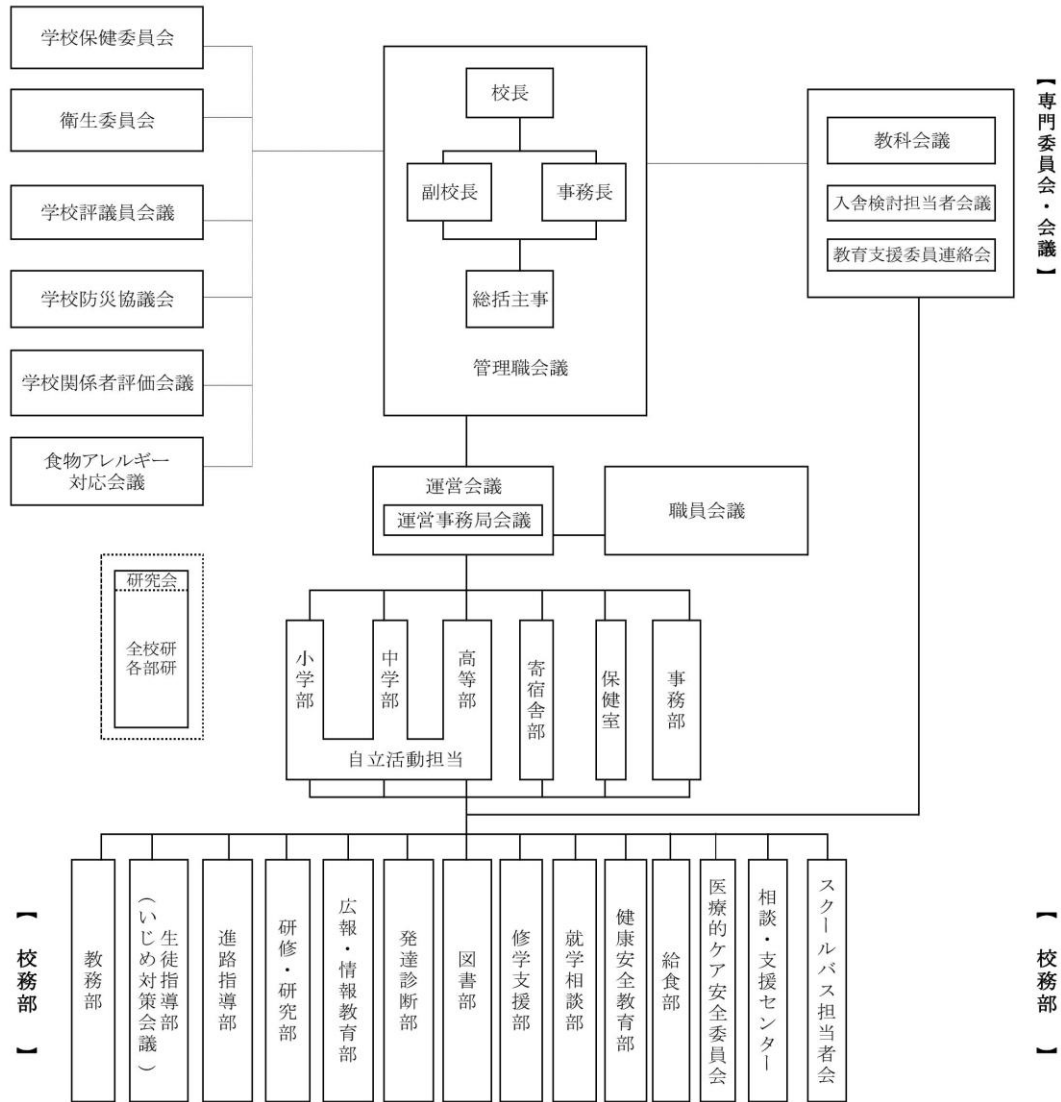 学校保健委員会
衛生委員会
学校評議員会議
学校防災協議会
学校関係者評価会議
食物アレルギー
対応会議
校長
副校長
事務長
総括主事
管理職会議
教科会議
入舎検討担当者会議
教育支援委員連絡会
【専門委員会・会議】
運営会議
運営事務局会議
職員会議
研究会
全校研
各部研
小学部
中学部
高等部
自立活動担当
寄宿舎部
保健室
事務部
【 校務部 】
教務部
生徒指導部
(いじめ対策会議)
進路指導部
研修・研究部
広報・情報教育部
発達診断部
図書部
修学支援部
就学相談部
健康安全教育部
給食部
医療的ケア安全委員会
相談・支援センター
スクールバス担当者会
【 校務部 】